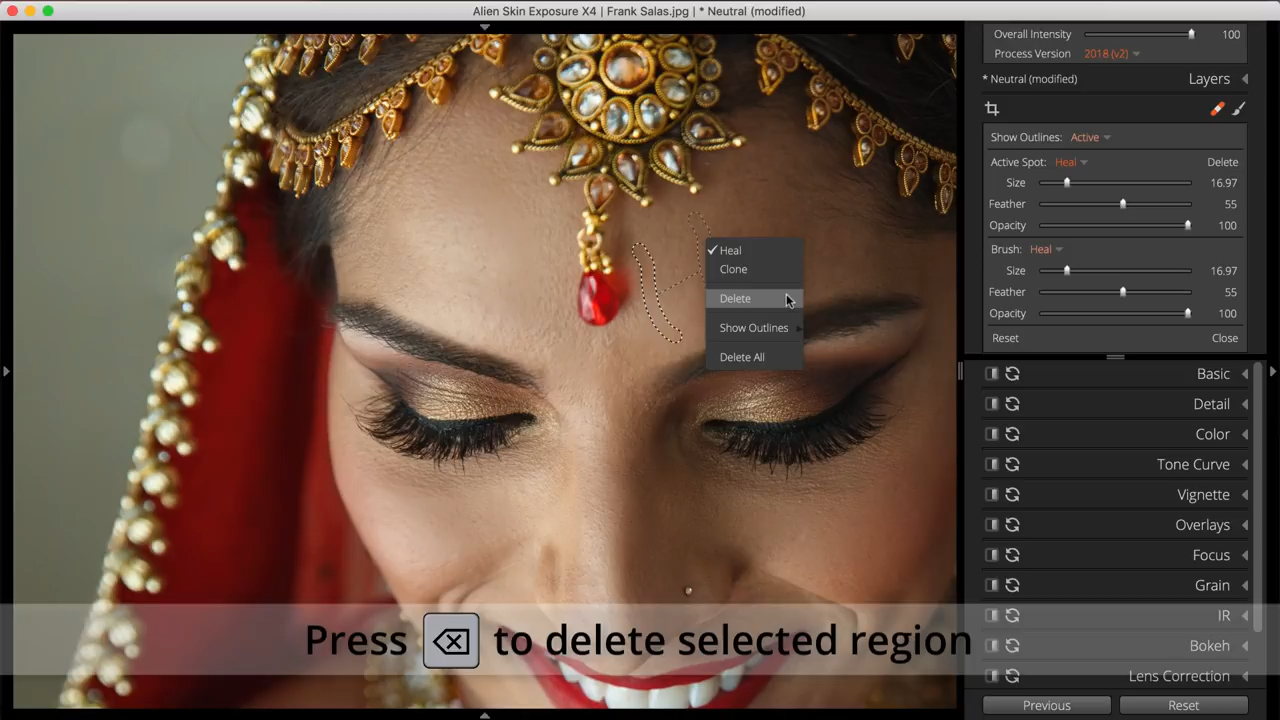 Alien Skin Exposure X4 | Frank Salas.jpg | * Neutral (modified)
Overall Intensity 100
Process Version 2018 (v2)
* Neutral (modified) Layers
Show Outlines: Active
Active Spot: Heal Delete
Size 16.97
Feather 55
Opacity 100
Brush: Heal
Size 16.97
Feather 55
Opacity 100
Reset Close
Heal
Clone
Delete
Show Outlines
Delete All
Basic
Detail
Color
Tone Curve
Vignette
Overlays
Focus
Grain
IR
Bokeh
Lens Correction
Previous Reset
Press to delete selected region